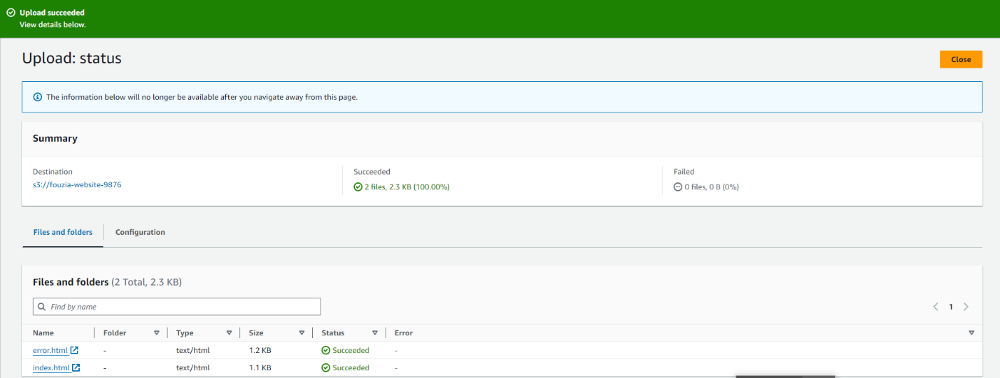 Upload succeeded
View details below.
Upload: status
Close
The information below will no longer be available after you navigate away from this page.
Summary
Destination
s3://fouzia-website-9876
Succeeded
2 files, 2.3 KB (100.00%)
Failed
0 files, 0 B (0%)
Files and folders Configuration
Files and folders (2 Total, 2.3 KB)
Find by name
1
Name Folder Type Size Status Error
error.html - text/html 1.2 KB Succeeded -
index.html - text/html 1.1 KB Succeeded -